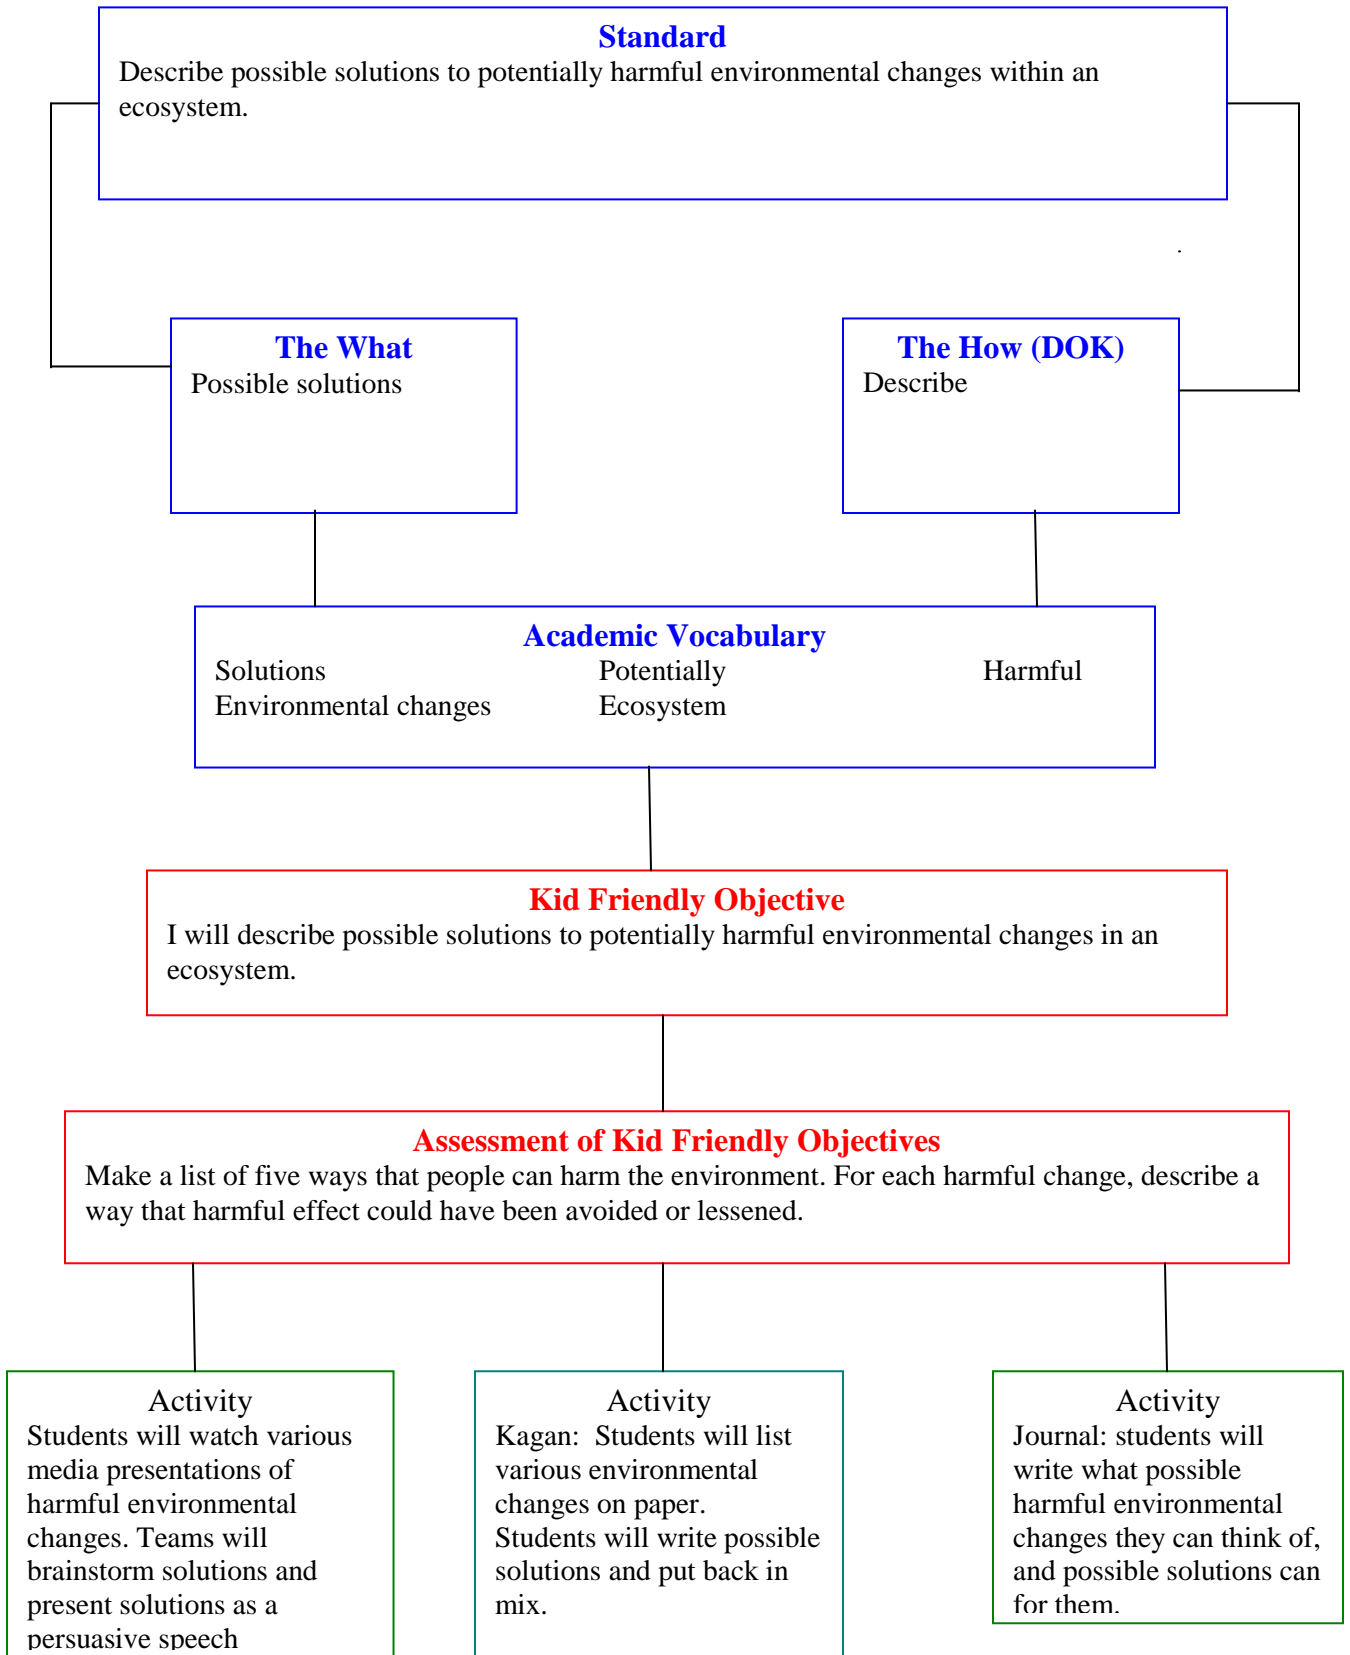 Standard
Describe possible solutions to potentially harmful environmental changes within an
ecosystem.
.
The What
Possible solutions
The How (DOK)
Describe
Academic Vocabulary
Solutions Potentially Harmful
Environmental changes Ecosystem
Kid Friendly Objective
I will describe possible solutions to potentially harmful environmental changes in an
ecosystem.
Assessment of Kid Friendly Objectives
Make a list of five ways that people can harm the environment. For each harmful change, describe a
way that harmful effect could have been avoided or lessened.
Activity
Students will watch various
media presentations of
harmful environmental
changes. Teams will
brainstorm solutions and
present solutions as a
persuasive speech
Activity
Kagan:  Students will list
various environmental
changes on paper.
Students will write possible
solutions and put back in
mix.
Activity
Journal: students will
write what possible
harmful environmental
changes they can think of,
and possible solutions can
for them.